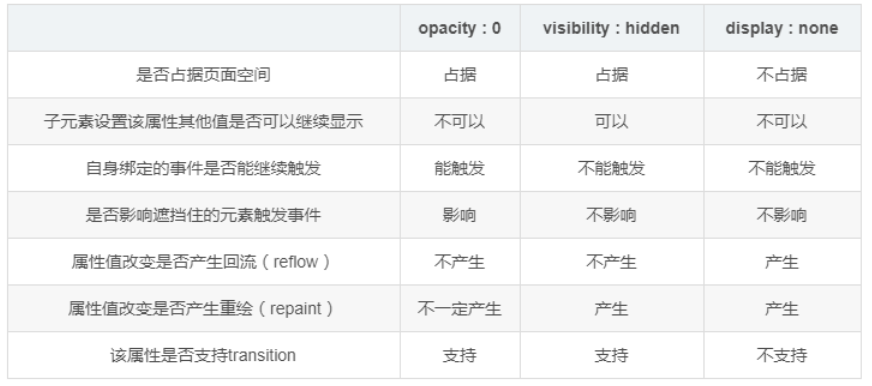 opacity : 0 visibility : hidden display : none
是否占据页面空间 占据 占据 不占据
子元素设置该属性其他值是否可以继续显示 不可以 可以 不可以
自身绑定的事件是否能继续触发 能触发 不能触发 不能触发
是否影响遮挡住的元素触发事件 影响 不影响 不影响
属性值改变是否产生回流（reflow） 不产生 不产生 产生
属性值改变是否产生重绘（repaint） 不一定产生 产生 产生
该属性是否支持transition 支持 支持 不支持